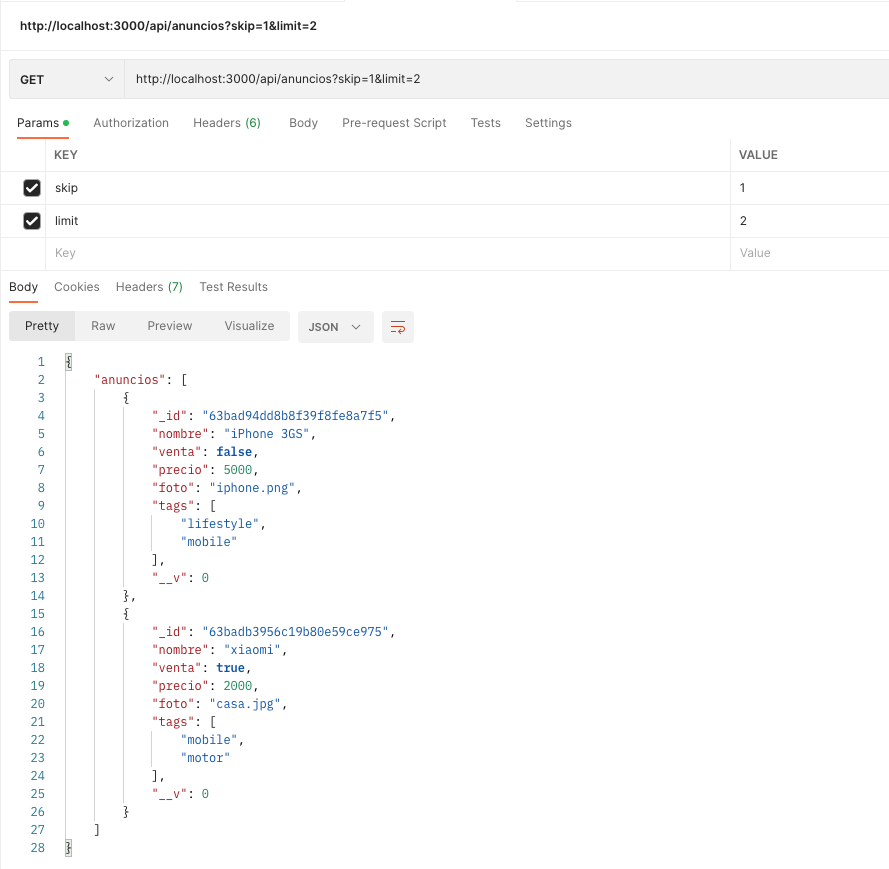 http://localhost:3000/api/anuncios?skip=1&limit=2
GET http://localhost:3000/api/anuncios?skip=1&limit=2
Params Authorization Headers (6) Body Pre-request Script Tests Settings
KEY VALUE
skip 1
limit 2
Key Value
Body Cookies Headers (7) Test Results
Pretty Raw Preview Visualize JSON
1 {
2 "anuncios": [
3 {
4 "_id": "63bad94dd8b8f39f8fe8a7f5",
5 "nombre": "iPhone 3GS",
6 "venta": false,
7 "precio": 5000,
8 "foto": "iphone.png",
9 "tags": [
10 "lifestyle",
11 "mobile"
12 ],
13 "__v": 0
14 },
15 {
16 "_id": "63badb3956c19b80e59ce975",
17 "nombre": "xiaomi",
18 "venta": true,
19 "precio": 2000,
20 "foto": "casa.jpg",
21 "tags": [
22 "mobile",
23 "motor"
24 ],
25 "__v": 0
26 }
27 ]
28 }